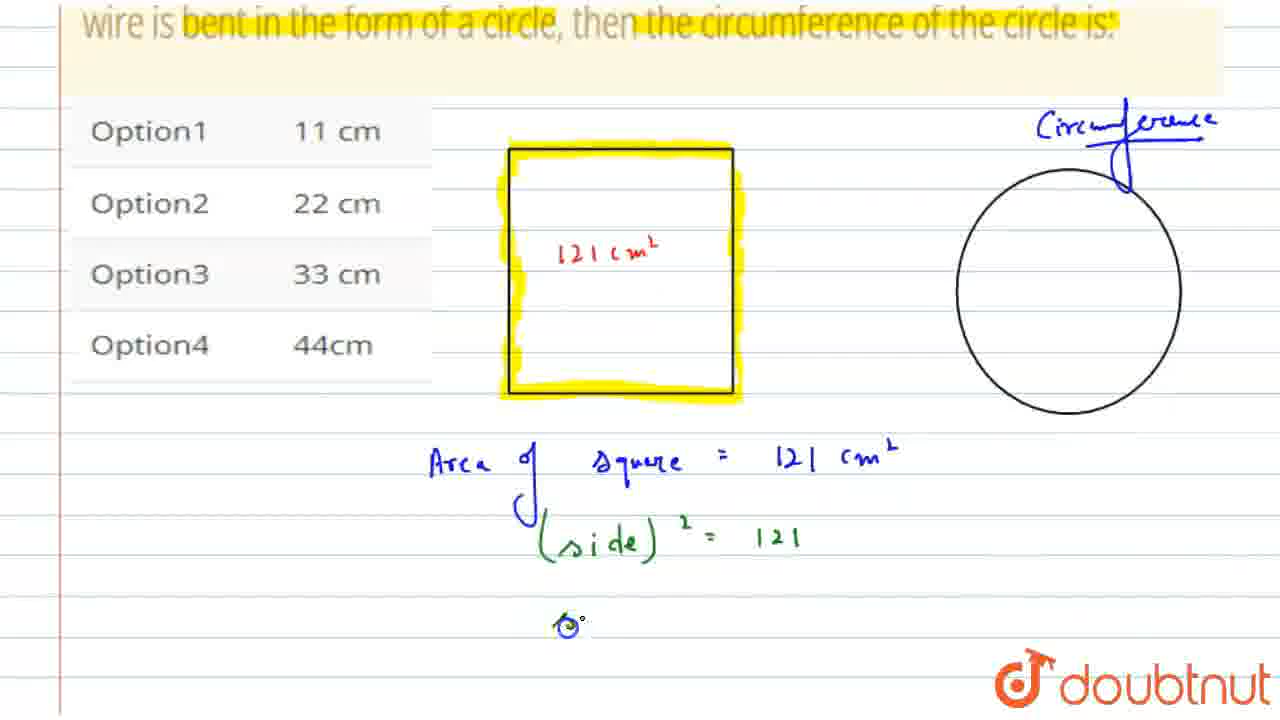 wire is bent in the form of a circle, then the circumference of the circle is:
Circumference
Option1 11 cm
Option2 22 cm
Option3 33 cm
Option4 44cm
121 cm²
Area of square = 121 cm²
(side)² = 121
s
doubtnut